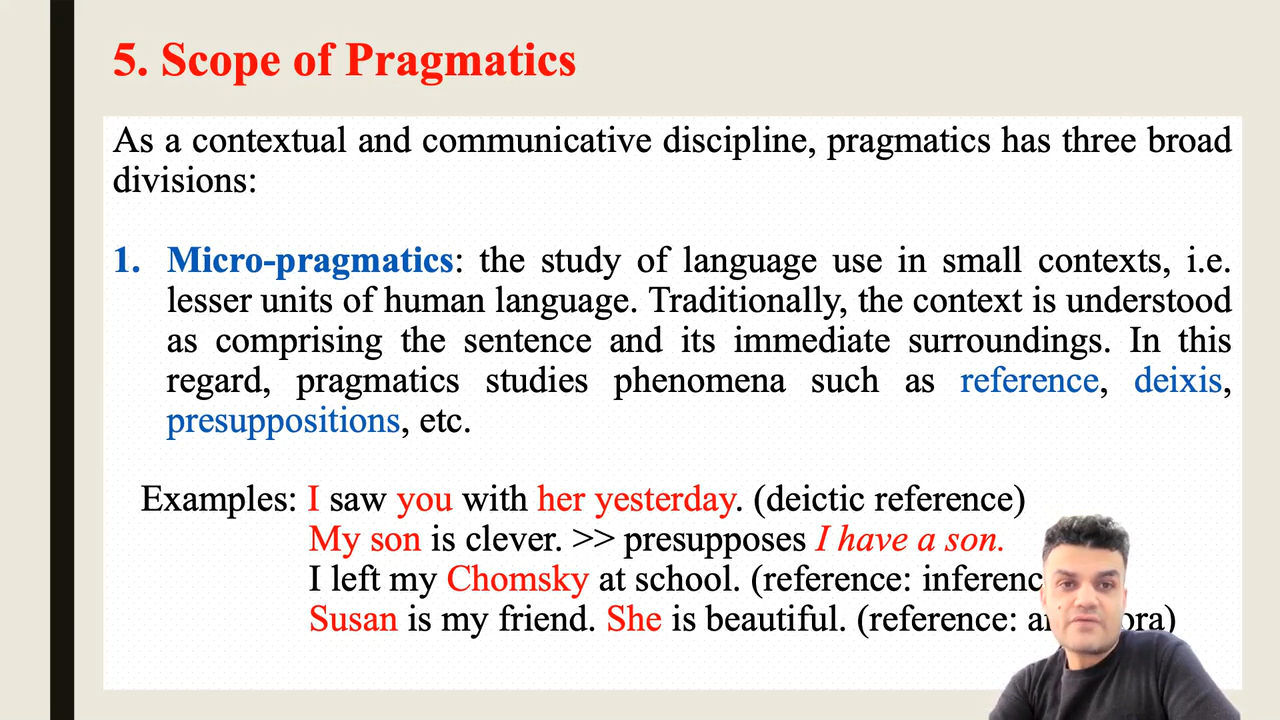 5. Scope of Pragmatics
As a contextual and communicative discipline, pragmatics has three broad
divisions:
1. Micro-pragmatics: the study of language use in small contexts, i.e.
lesser units of human language. Traditionally, the context is understood
as comprising the sentence and its immediate surroundings. In this
regard, pragmatics studies phenomena such as reference, deixis,
presuppositions, etc.
Examples: I saw you with her yesterday. (deictic reference)
My son is clever. >> presupposes I have a son.
I left my Chomsky at school. (reference:
Susan is my friend. She is beautiful. (reference: